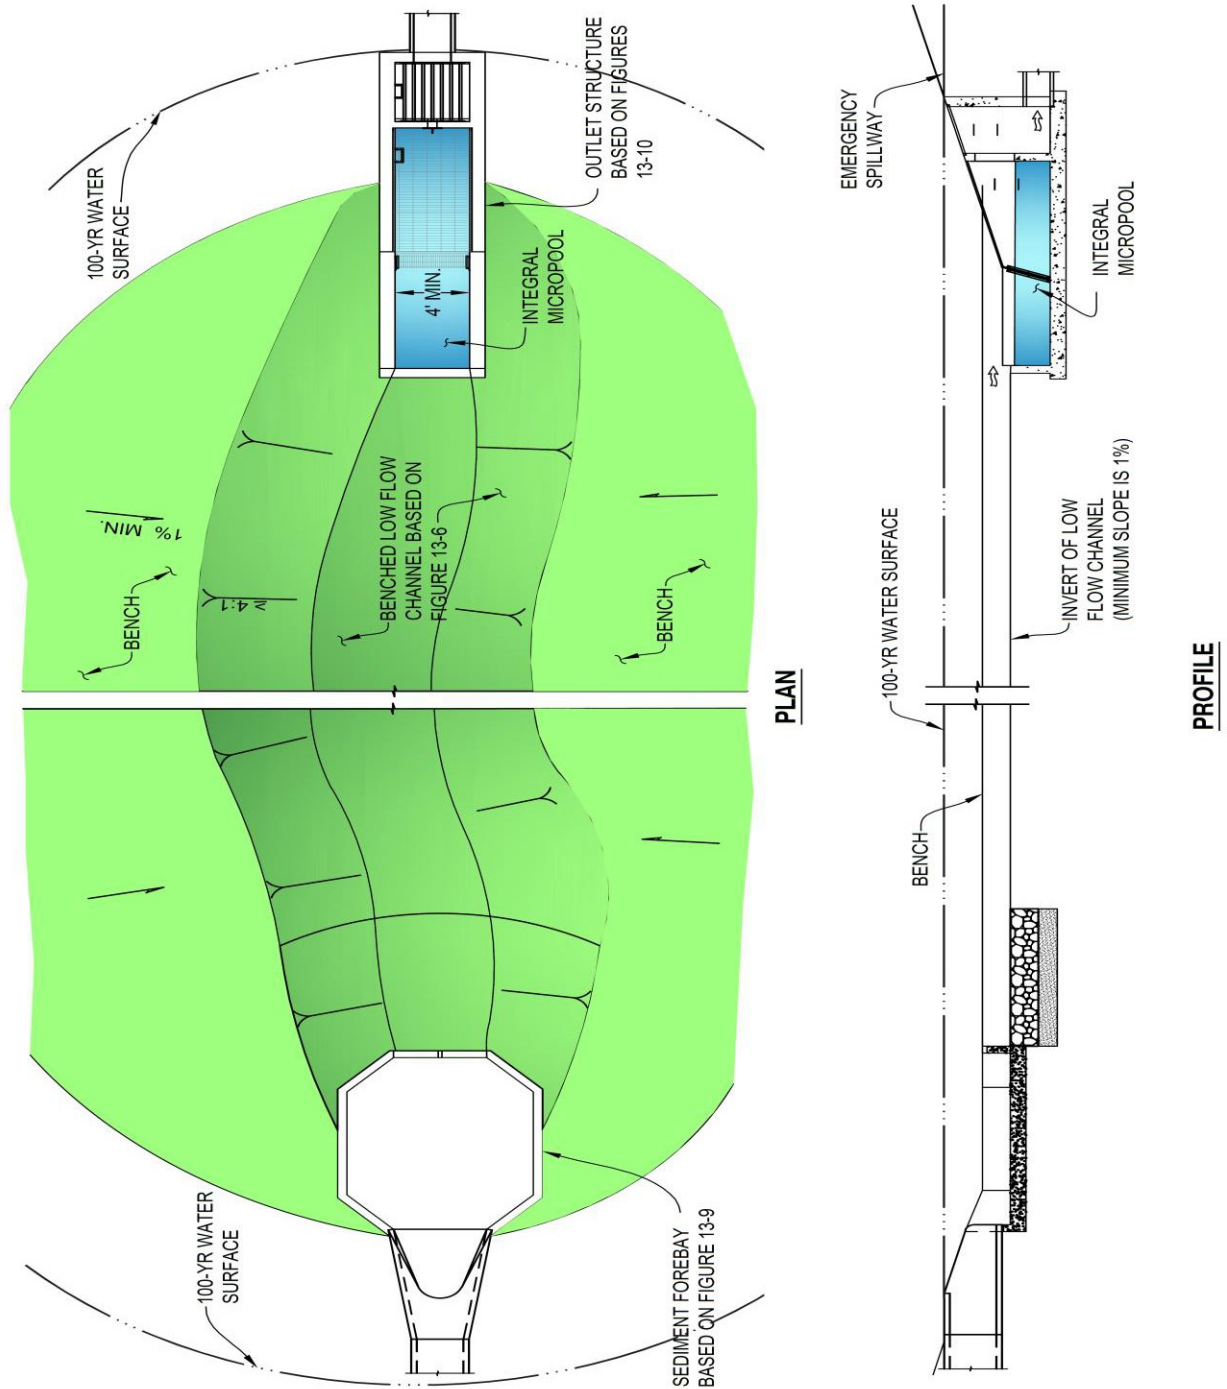 100-YR WATER
SURFACE
SEDIMENT FOREBAY
BASED ON FIGURE 13-9
BENCH
1% MIN.
≥4:1
BENCHED LOW FLOW
CHANNEL BASED ON
FIGURE 13-6
BENCH
100-YR WATER
SURFACE
4' MIN.
INTEGRAL
MICROPOOL
OUTLET STRUCTURE
BASED ON FIGURES
13-10
PLAN
BENCH
100-YR WATER SURFACE
INVERT OF LOW
FLOW CHANNEL
(MINIMUM SLOPE IS 1%)
EMERGENCY
SPILLWAY
INTEGRAL
MICROPOOL
PROFILE